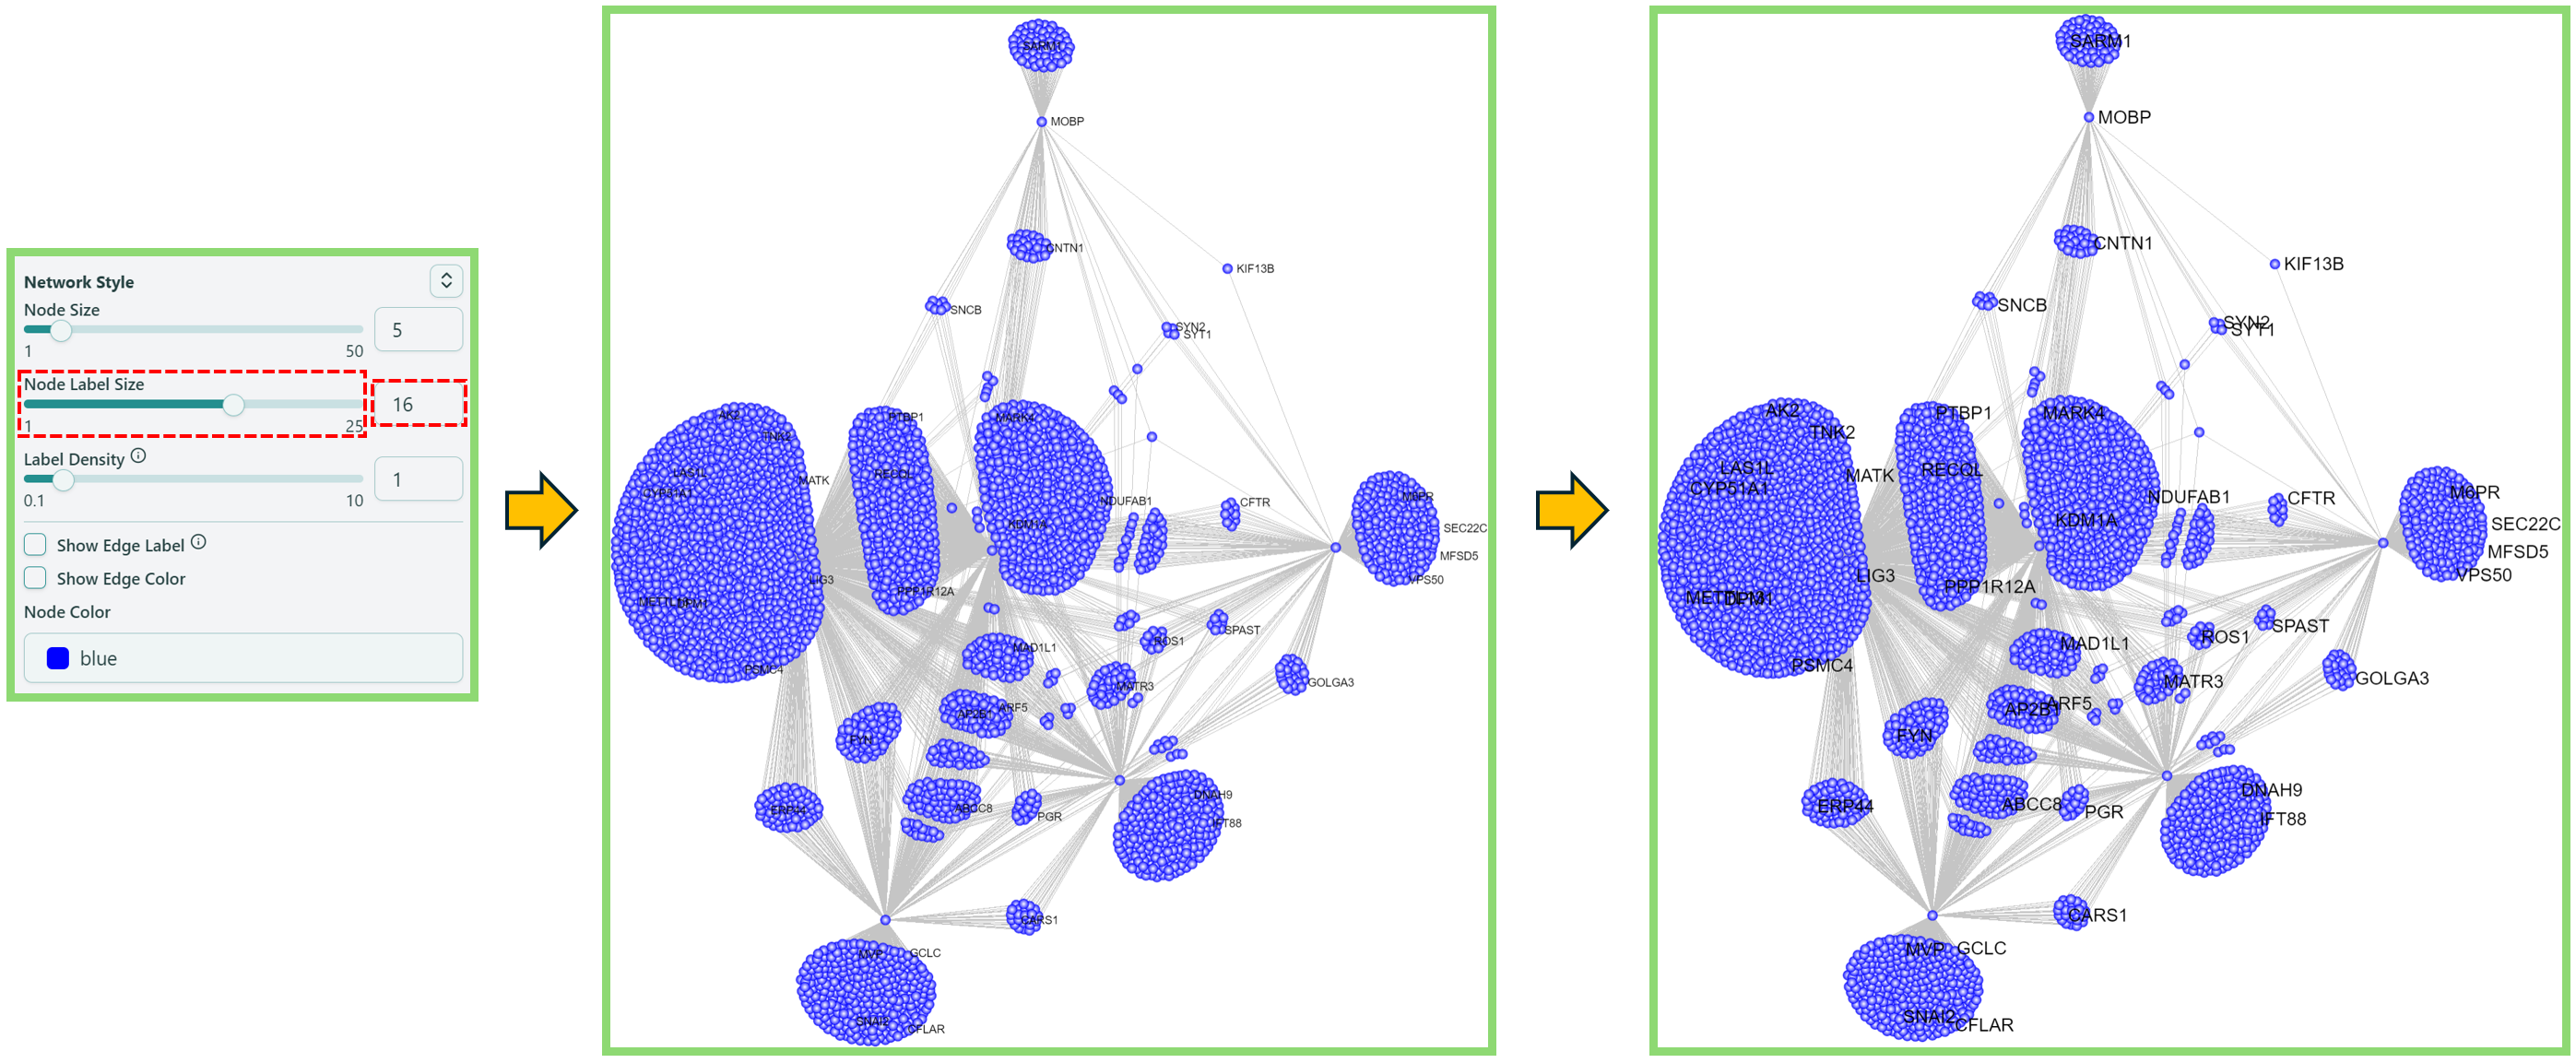 Network Style
Node Size
5
1 50
Node Label Size
16
1 25
Label Density
1
0.1 10
Show Edge Label
Show Edge Color
Node Color
blue
SARM1
MOBP
CNTN1
KIF13B
SNCB
SYN2
SYT1
AK2
PTBP1
MARK4
TNK2
LAS1L
RECQL
MATK
CYP51A1
NDUFAB1
CFTR
M6PR
KDM1A
SEC22C
MFSD5
LIG3
VPS50
PPP1R12A
DPM1
SPAST
ROS1
MAD1L1
PSMC4
GOLGA3
MATR3
ARF5
AP2B1
FYN
DNAH9
ERP44
ABCC8
PGR
IFT88
CARS1
MVP
GCLC
SNAI2
CFLAR
SARM1
MOBP
CNTN1
KIF13B
SNCB
SYN2
SYT1
AK2
PTBP1
MARK4
TNK2
LAS1L
RECQL
MATK
CYP51A1
NDUFAB1
CFTR
M6PR
KDM1A
SEC22C
MFSD5
LIG3
VPS50
PPP1R12A
DPM1
SPAST
ROS1
MAD1L1
PSMC4
GOLGA3
MATR3
ARF5
AP2B1
FYN
DNAH9
ERP44
ABCC8
PGR
IFT88
CARS1
MVP
GCLC
SNAI2
CFLAR